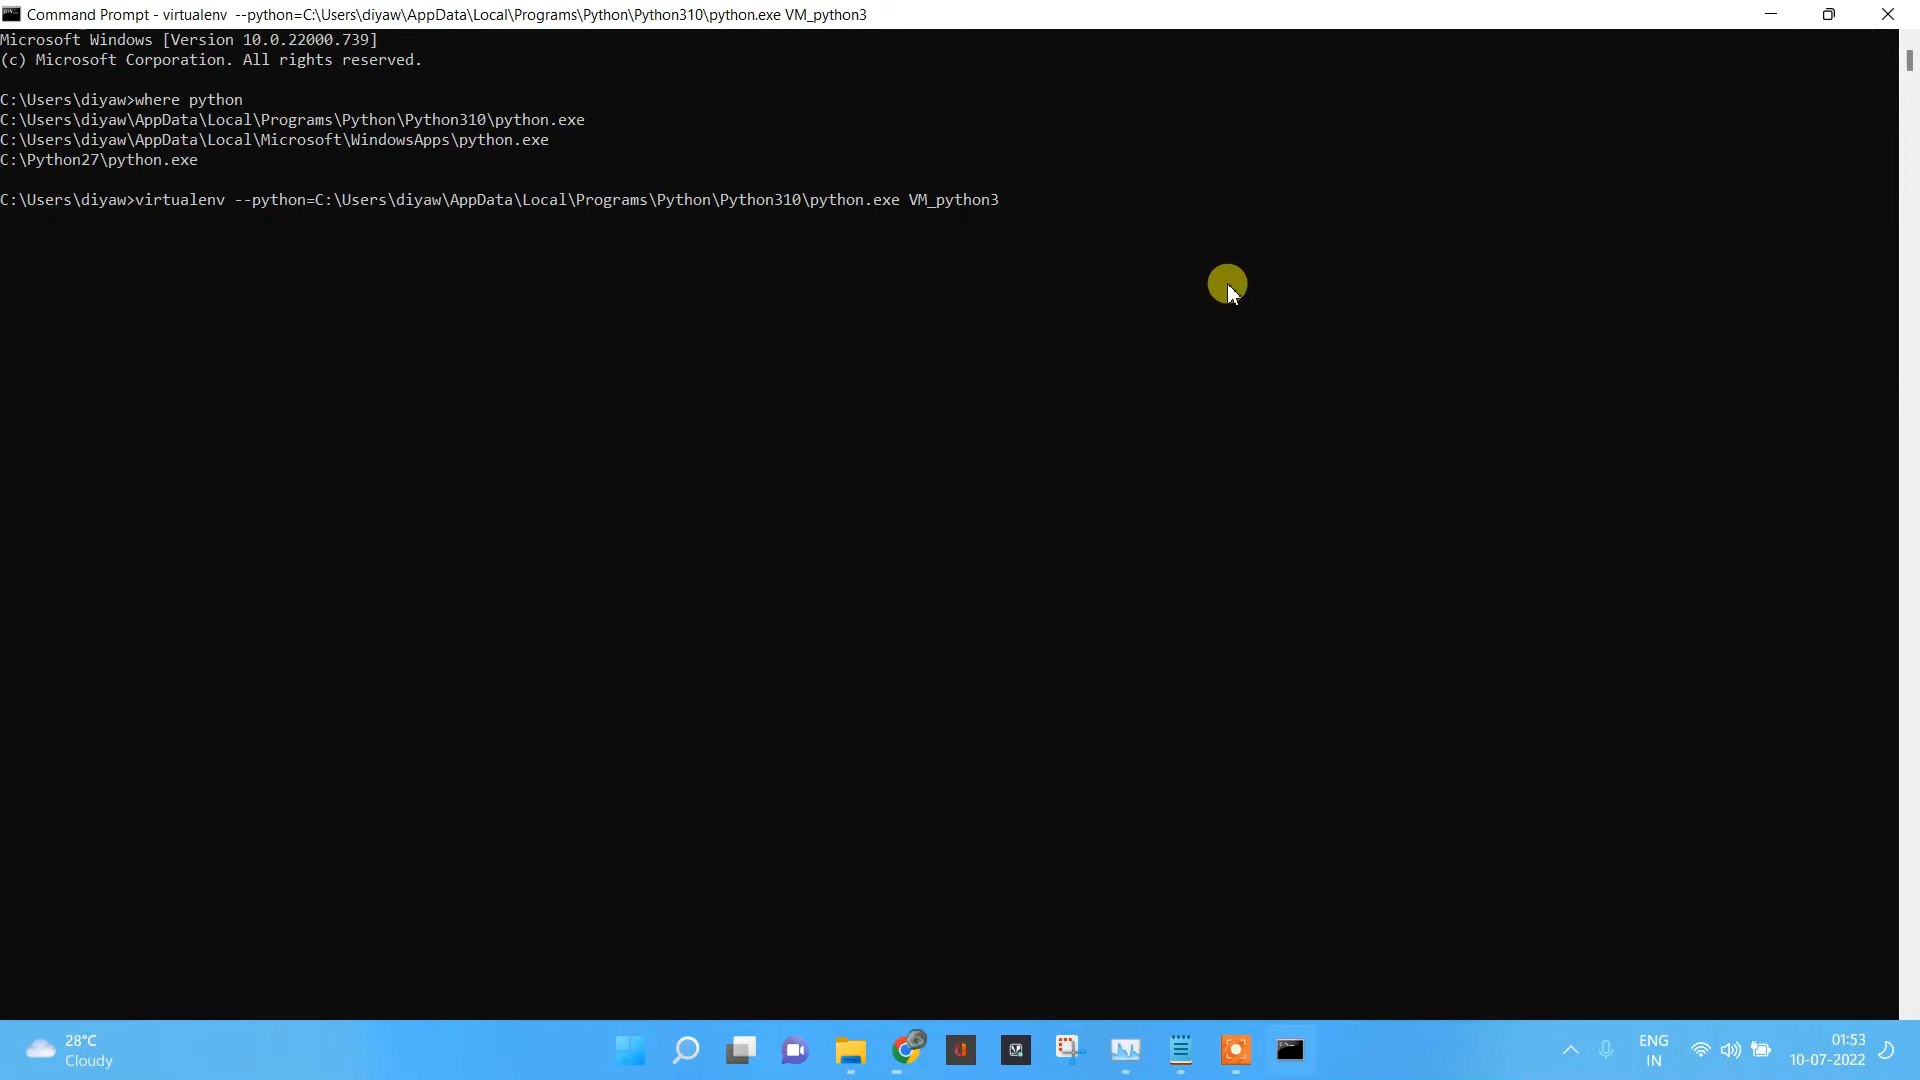 Command Prompt - virtualenv  --python=C:\Users\diyaw\AppData\Local\Programs\Python\Python310\python.exe VM_python3
Microsoft Windows [Version 10.0.22000.739]
(c) Microsoft Corporation. All rights reserved.
C:\Users\diyaw>where python
C:\Users\diyaw\AppData\Local\Programs\Python\Python310\python.exe
C:\Users\diyaw\AppData\Local\Microsoft\WindowsApps\python.exe
C:\Python27\python.exe
C:\Users\diyaw>virtualenv --python=C:\Users\diyaw\AppData\Local\Programs\Python\Python310\python.exe VM_python3
28°C
Cloudy
ENG
IN
01:53
10-07-2022